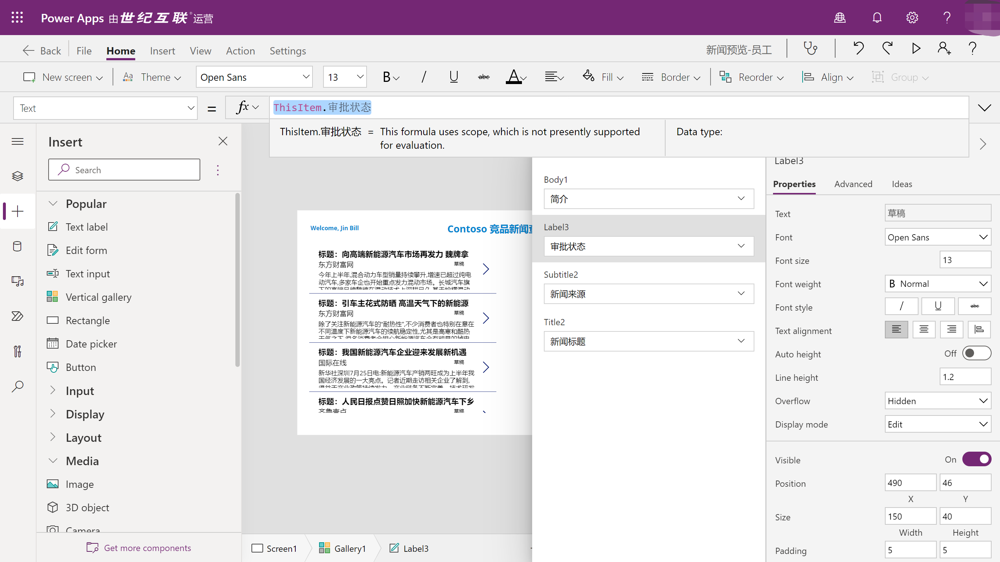 Power Apps 由世纪互联®运营
Back
File
Home
Insert
View
Action
Settings
新闻预览-员工
New screen
Theme
Open Sans
13
Fill
Border
Reorder
Align
Group
Text
=
fx
ThisItem.审批状态
ThisItem.审批状态 = This formula uses scope, which is not presently supported
for evaluation.
Data type:
Insert
Search
Popular
Text label
Edit form
Text input
Vertical gallery
Rectangle
Date picker
Button
Input
Display
Layout
Media
Image
3D object
Camera
Get more components
Welcome, Jin Bill
Contoso 竞品新闻
标题：向高端新能源汽车市场再发力 魏牌拿
东方财富网
草稿
今年上半年,混合动力车型销量持续攀升,增速已超过纯电
动汽车,多家车企也开始重点发力混动市场。长城汽车旗
标题：引车主花式防晒 高温天气下的新能源
东方财富网
草稿
除了关注新能源汽车的“耐热性”,不少消费者也特别在意在
不同温度下新能源汽车的续航稳定性,尤其是高寒和酷热
标题：我国新能源汽车企业迎来发展新机遇
国际在线
草稿
新华社深圳7月25日电:新能源汽车产销两旺成为上半年我
国经济发展的一大亮点。记者近期走访相关企业了解到,
标题：人民日报点赞日照加快新能源汽车下乡
齐鲁壹点
草稿
Screen1
Gallery1
Label3
Body1
简介
Label3
审批状态
Subtitle2
新闻来源
Title2
新闻标题
Label3
Properties
Advanced
Ideas
Text
草稿
Font
Open Sans
Font size
13
Font weight
B Normal
Font style
/ U abc
Text alignment
Auto height
Off
Line height
1.2
Overflow
Hidden
Display mode
Edit
Visible
On
Position
490
46
X
Y
Size
150
40
Width
Height
Padding
5
5